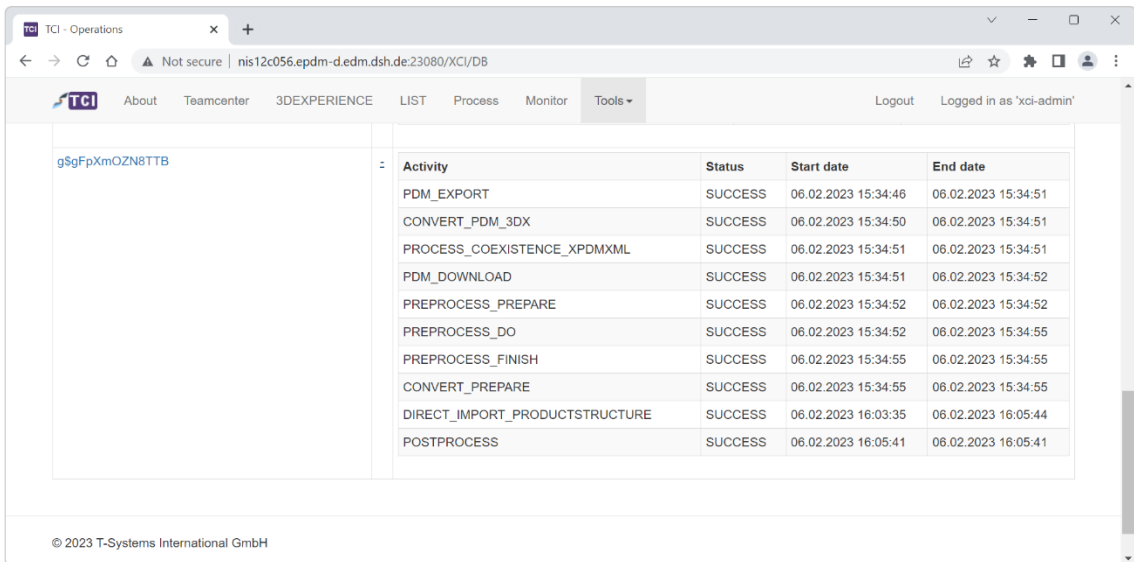 TCI TCI - Operations
Not secure | nis12c056.epdm-d.edm.dsh.de:23080/XCI/DB
TCI About Teamcenter 3DEXPERIENCE LIST Process Monitor Tools Logout Logged in as 'xci-admin'
g$gFpXmOZN8TTB - Activity Status Start date End date
PDM_EXPORT SUCCESS 06.02.2023 15:34:46 06.02.2023 15:34:51
CONVERT_PDM_3DX SUCCESS 06.02.2023 15:34:50 06.02.2023 15:34:51
PROCESS_COEXISTENCE_XPDMXML SUCCESS 06.02.2023 15:34:51 06.02.2023 15:34:51
PDM_DOWNLOAD SUCCESS 06.02.2023 15:34:51 06.02.2023 15:34:52
PREPROCESS_PREPARE SUCCESS 06.02.2023 15:34:52 06.02.2023 15:34:52
PREPROCESS_DO SUCCESS 06.02.2023 15:34:52 06.02.2023 15:34:55
PREPROCESS_FINISH SUCCESS 06.02.2023 15:34:55 06.02.2023 15:34:55
CONVERT_PREPARE SUCCESS 06.02.2023 15:34:55 06.02.2023 15:34:55
DIRECT_IMPORT_PRODUCTSTRUCTURE SUCCESS 06.02.2023 16:03:35 06.02.2023 16:05:44
POSTPROCESS SUCCESS 06.02.2023 16:05:41 06.02.2023 16:05:41
© 2023 T-Systems International GmbH